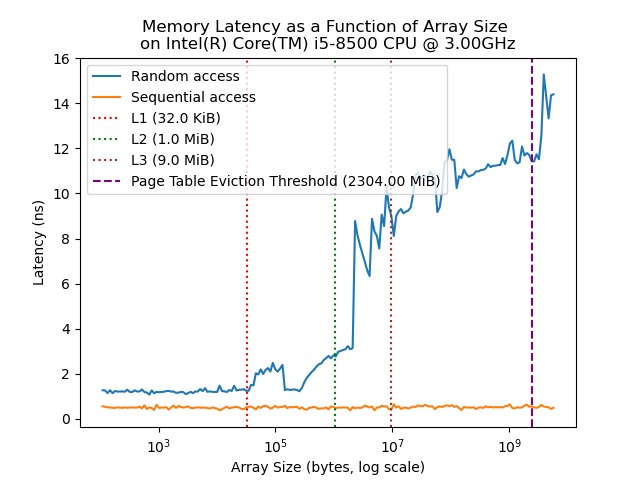 Memory Latency as a Function of Array Size
on Intel(R) Core(TM) i5-8500 CPU @ 3.00GHz
16
14
12
10
8
6
4
2
0
Latency (ns)
Random access
Sequential access
L1 (32.0 KiB)
L2 (1.0 MiB)
L3 (9.0 MiB)
Page Table Eviction Threshold (2304.00 MiB)
10³ 10⁵ 10⁷ 10⁹
Array Size (bytes, log scale)